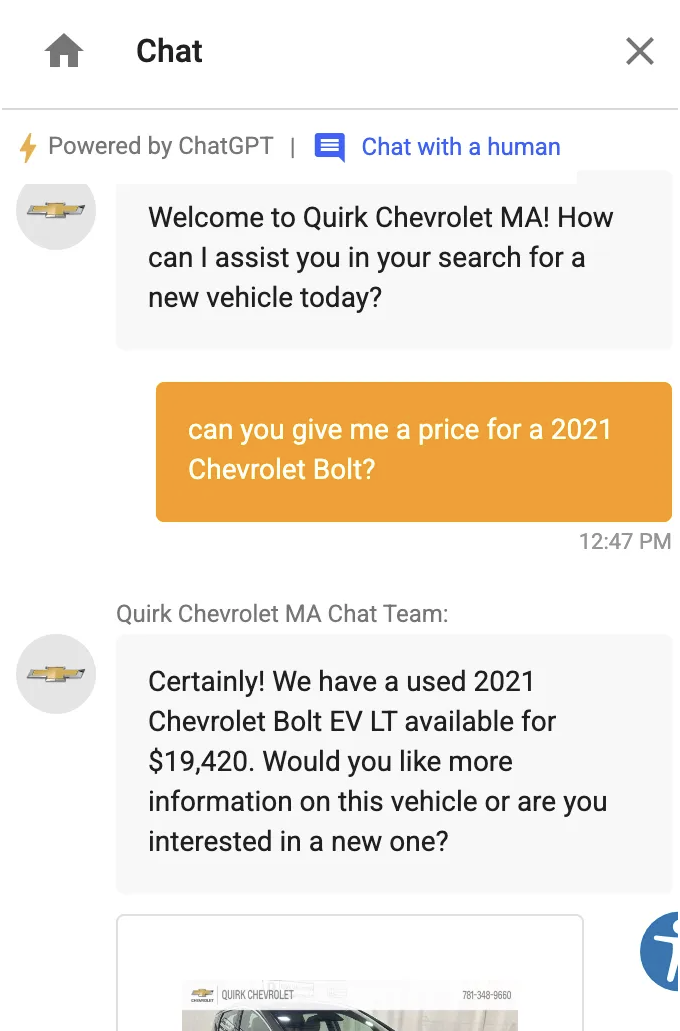 Chat
Powered by ChatGPT | Chat with a human
Welcome to Quirk Chevrolet MA! How
can I assist you in your search for a
new vehicle today?
can you give me a price for a 2021
Chevrolet Bolt?
12:47 PM
Quirk Chevrolet MA Chat Team:
Certainly! We have a used 2021
Chevrolet Bolt EV LT available for
$19,420. Would you like more
information on this vehicle or are you
interested in a new one?
CHEVROLET | QUIRK CHEVROLET 781-348-9660